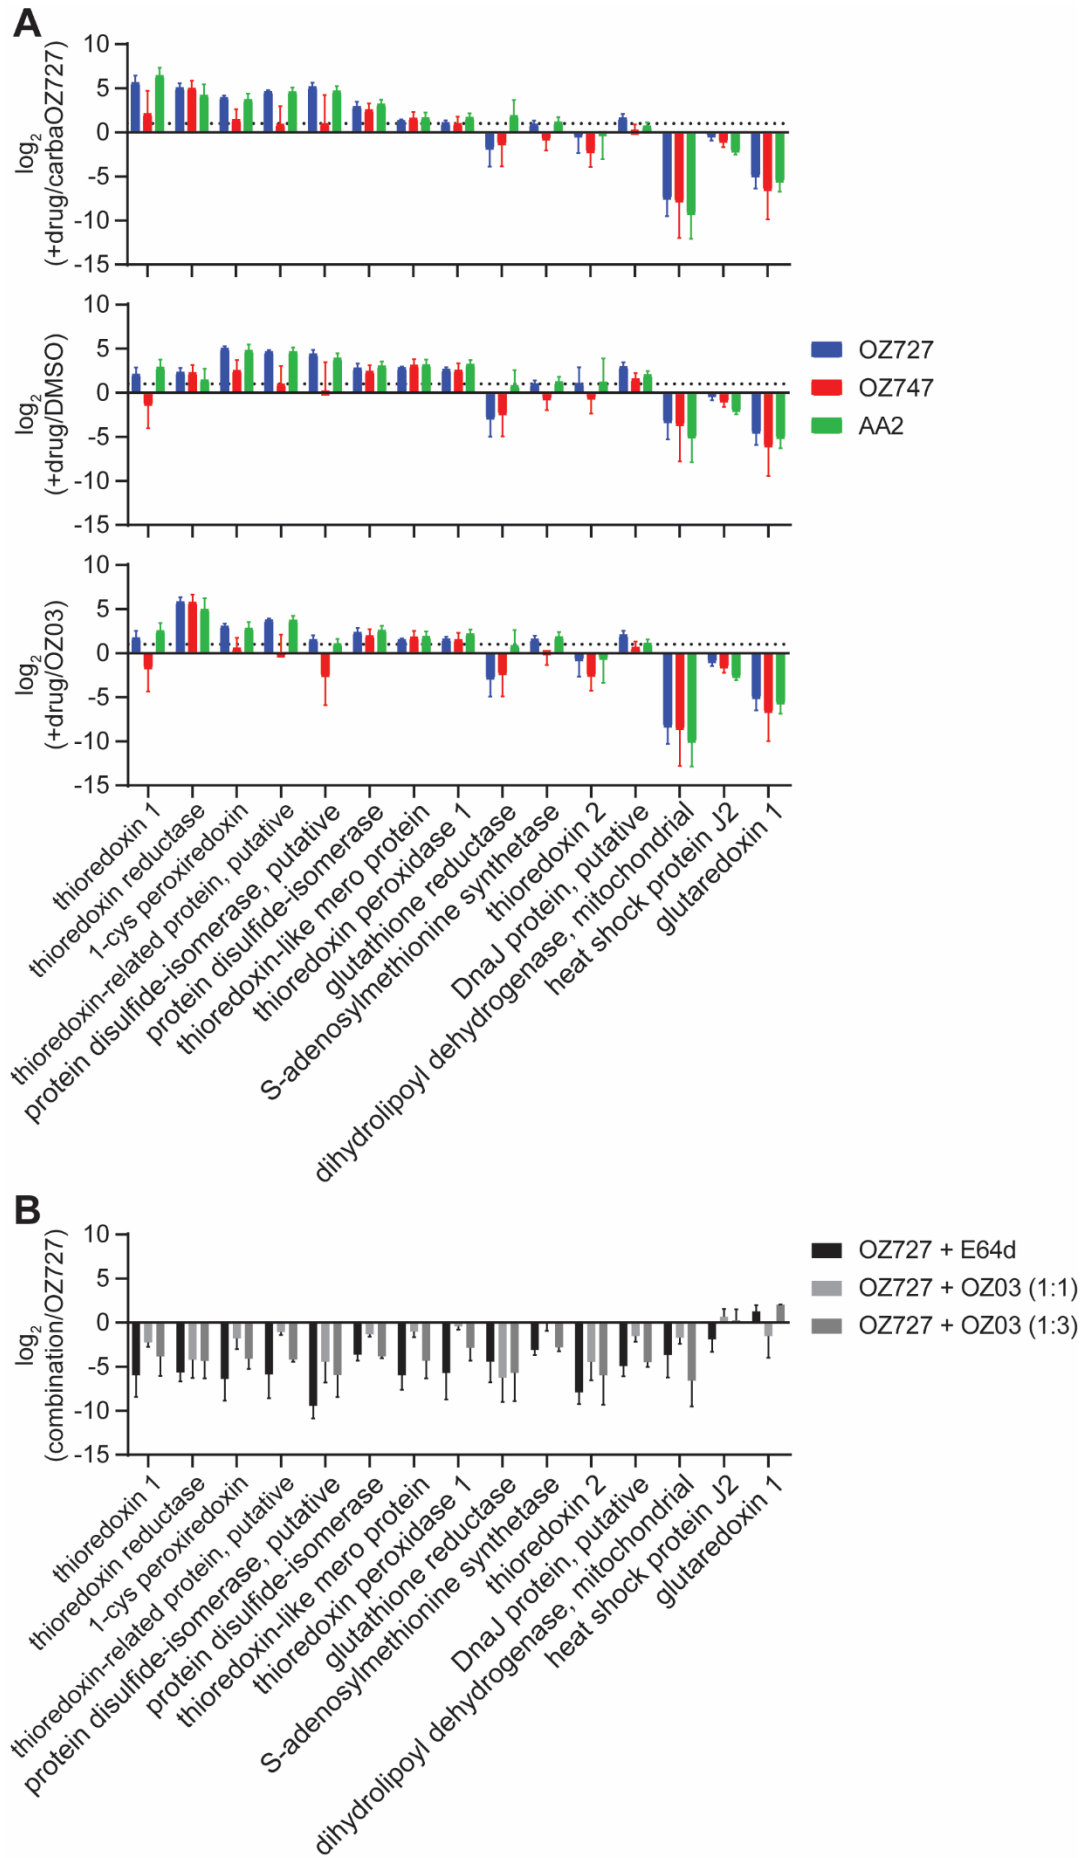 A
log2
(+drug/carbaOZ727)
10
5
0
-5
-10
-15
log2
(+drug/DMSO)
10
5
0
-5
-10
-15
OZ727
OZ747
AA2
log2
(+drug/OZ03)
10
5
0
-5
-10
-15
thioredoxin 1
thioredoxin reductase
1-cys peroxiredoxin
thioredoxin-related protein, putative
protein disulfide-isomerase, putative
protein disulfide-isomerase
thioredoxin-like mero protein
thioredoxin peroxidase 1
glutathione reductase
S-adenosylmethionine synthetase
thioredoxin 2
DnaJ protein, putative
dihydrolipoyl dehydrogenase, mitochondrial
heat shock protein J2
glutaredoxin 1
B
log2
(combination/OZ727)
10
5
0
-5
-10
-15
OZ727 + E64d
OZ727 + OZ03 (1:1)
OZ727 + OZ03 (1:3)
thioredoxin 1
thioredoxin reductase
1-cys peroxiredoxin
thioredoxin-related protein, putative
protein disulfide-isomerase, putative
protein disulfide-isomerase
thioredoxin-like mero protein
thioredoxin peroxidase 1
glutathione reductase
S-adenosylmethionine synthetase
thioredoxin 2
DnaJ protein, putative
dihydrolipoyl dehydrogenase, mitochondrial
heat shock protein J2
glutaredoxin 1